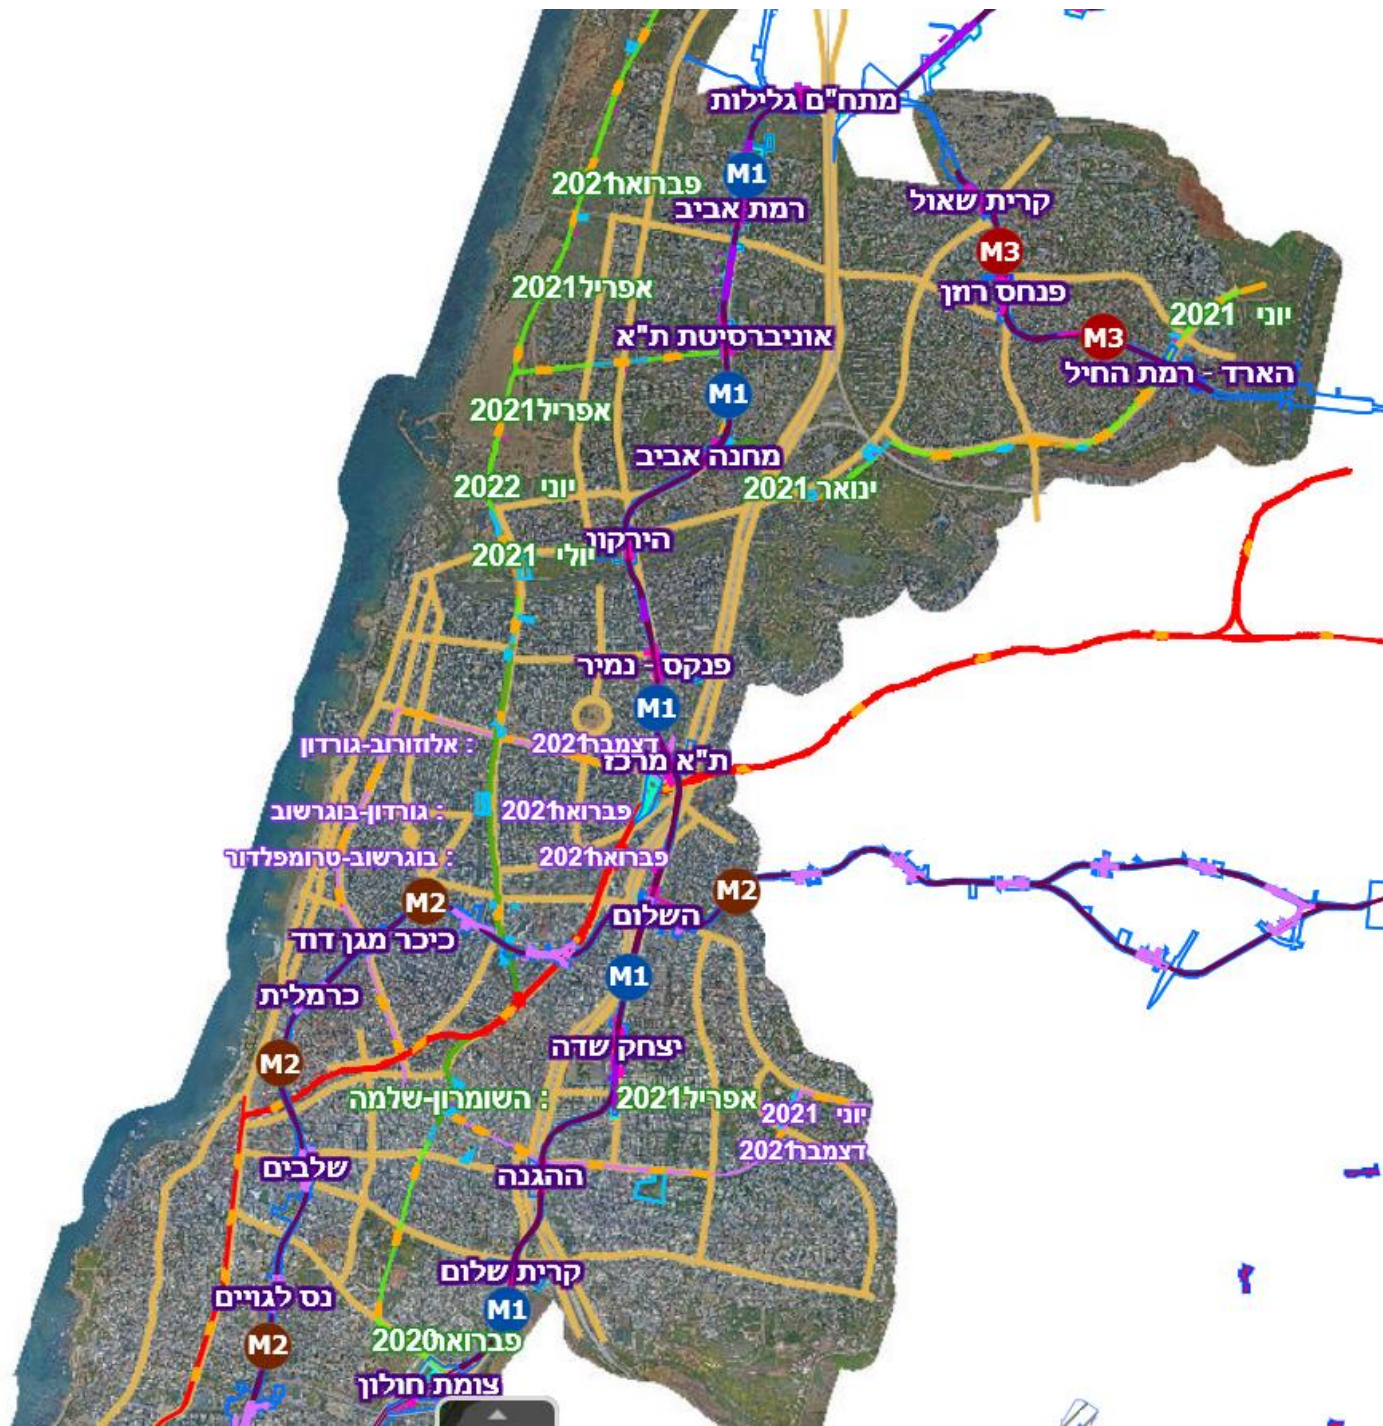 מתח"ם גלילות
M1
פברואר2021
רמת אביב
קרית שאול
M3
פנחס רוזן
אפריל2021
יוני 2021
אוניברסיטת ת"א
M3
הארד - רמת החיל
M1
אפריל2021
מחנה אביב
יוני 2022
ינואר 2021
הירקון
יולי 2021
פנקס - נמיר
M1
אלוזורוב-גורדון :
דצמבר2021
ת"א מרכז
גורדון-בוגרשוב :
פברואר2021
בוגרשוב-טרומפלדור :
פברואר2021
M2
M2
השלום
כיכר מגן דוד
M1
כרמלית
יצחק שדה
M2
השומרון-שלמה :
אפריל2021
יוני 2021
דצמבר2021
שלבים
ההגנה
קרית שלום
נס לגויים
M1
M2
פברואר2020
צומת חולון